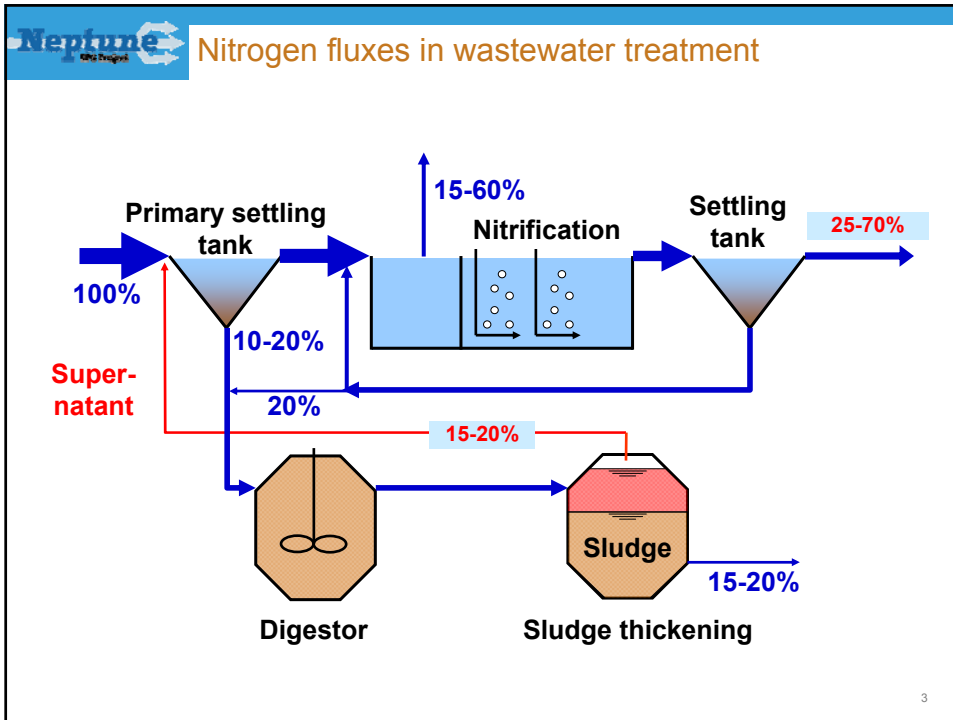 Neptune
Nitrogen fluxes in wastewater treatment
15-60%
Primary settling
tank
Nitrification
Settling
tank
25-70%
100%
10-20%
Super-
natant
20%
15-20%
Sludge
15-20%
Digestor
Sludge thickening
3